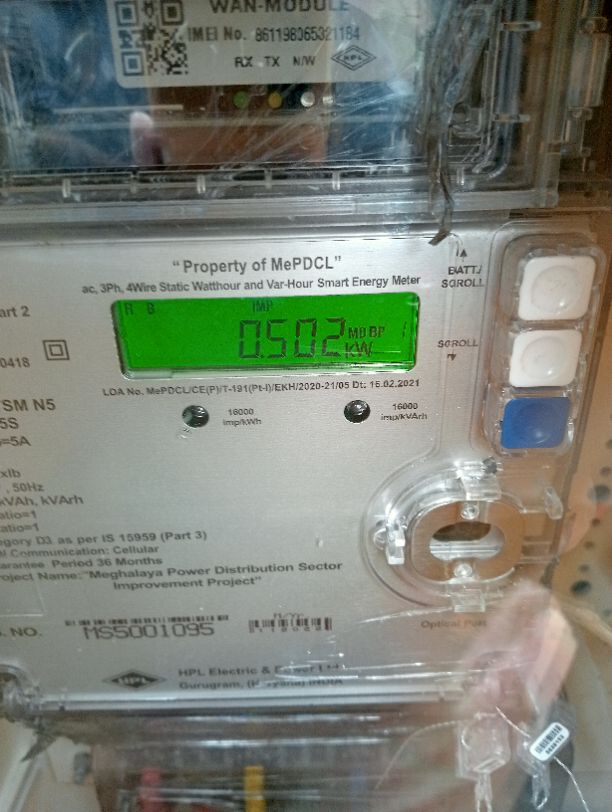 WAN-MODULE
IMEI No. 861198065321184
RX TX N/W
HPL
"Property of MePDCL"
ac, 3Ph, 4Wire Static Watthour and Var-Hour Smart Energy Meter
BATT./
SCROLL
art 2
R B IMP
0.502 MD BP
kW
SCROLL
0418
LOA No. MePDCL/CE(P)/T-191(Pt-I)/EKH/2020-21/05 Dt: 16.02.2021
SM N5
5S
=5A
16000
imp/kWh
16000
imp/kVArh
xlb
, 50Hz
kVAh, kVArh
atio=1
atio=1
egory D3 as per IS 15959 (Part 3)
al Communication: Cellular
arantee Period 36 Months
roject Name: "Meghalaya Power Distribution Sector
Improvement Project"
. NO.
MS5001095
Optical
HPL
HPL Electric & Power Ltd
Gurugram, INDIA